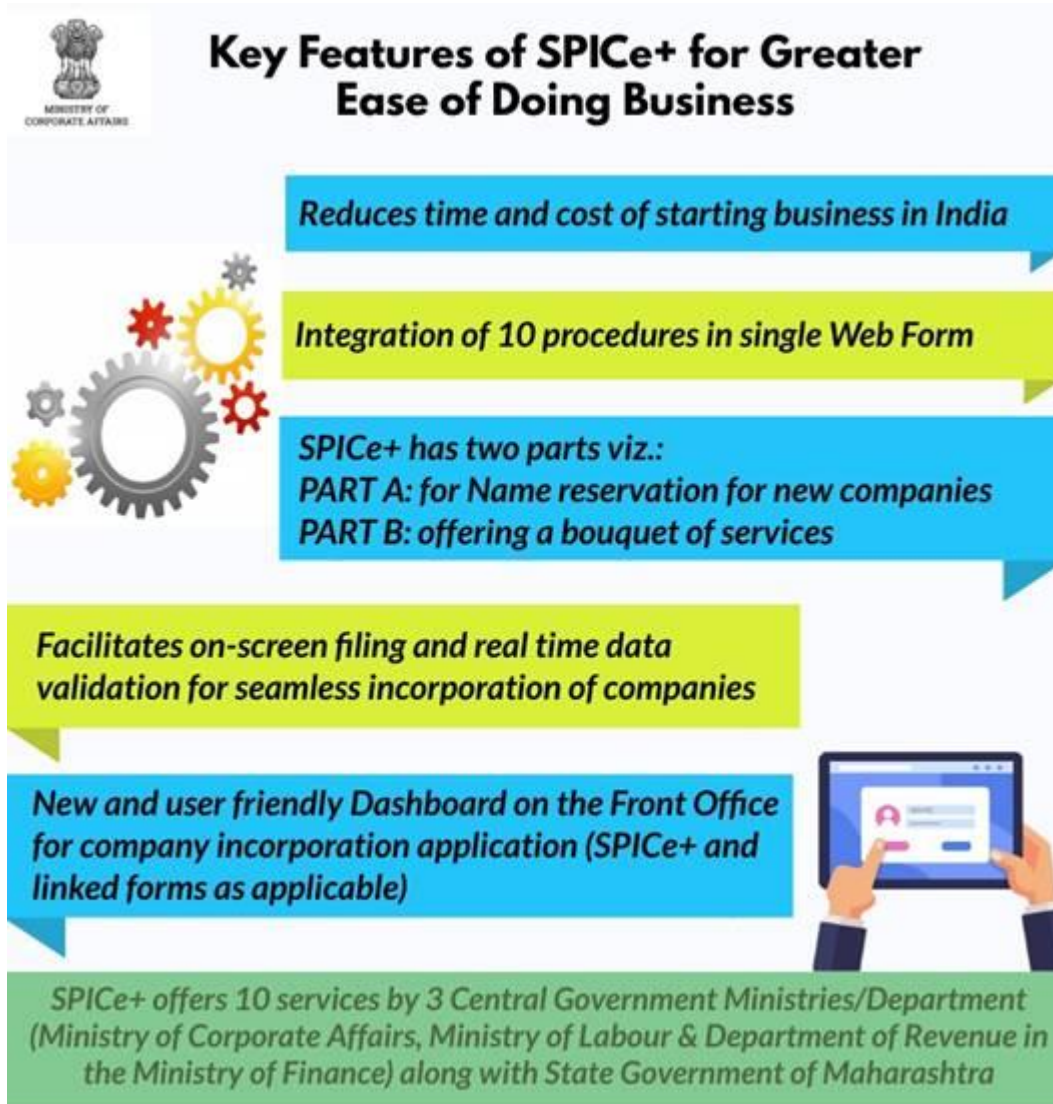 Key Features of SPICe+ for Greater
Ease of Doing Business
MINISTRY OF
CORPORATE AFFAIRS
Reduces time and cost of starting business in India
Integration of 10 procedures in single Web Form
SPICe+ has two parts viz.:
PART A: for Name reservation for new companies
PART B: offering a bouquet of services
Facilitates on-screen filing and real time data
validation for seamless incorporation of companies
New and user friendly Dashboard on the Front Office
for company incorporation application (SPICe+ and
linked forms as applicable)
SPICe+ offers 10 services by 3 Central Government Ministries/Department
(Ministry of Corporate Affairs, Ministry of Labour & Department of Revenue in
the Ministry of Finance) along with State Government of Maharashtra